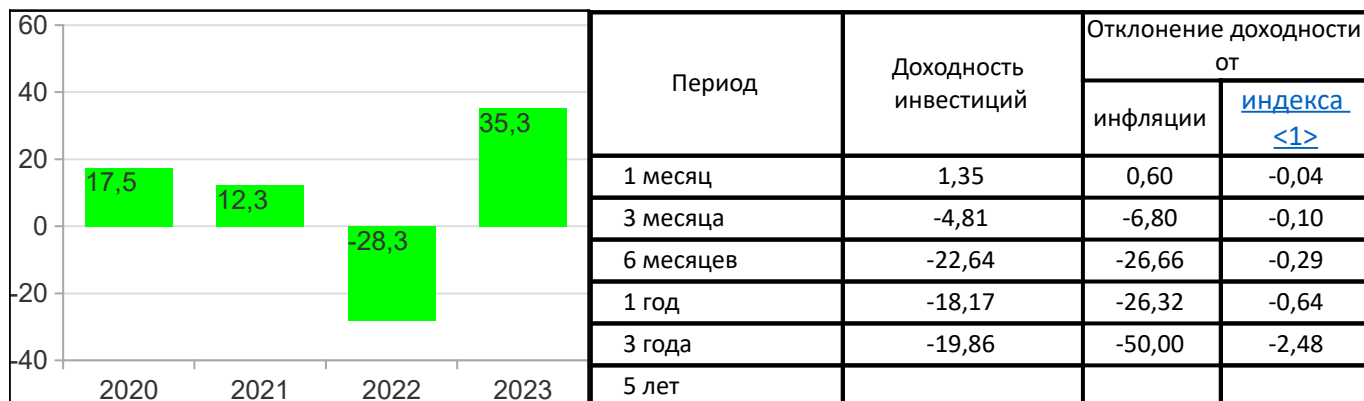 60
40
20
0
-20
-40
17,5
12,3
-28,3
35,3
2020 2021 2022 2023
Период
Доходность
инвестиций
Отклонение доходности
от
инфляции
индекса
<1>
1 месяц 1,35 0,60 -0,04
3 месяца -4,81 -6,80 -0,10
6 месяцев -22,64 -26,66 -0,29
1 год -18,17 -26,32 -0,64
3 года -19,86 -50,00 -2,48
5 лет